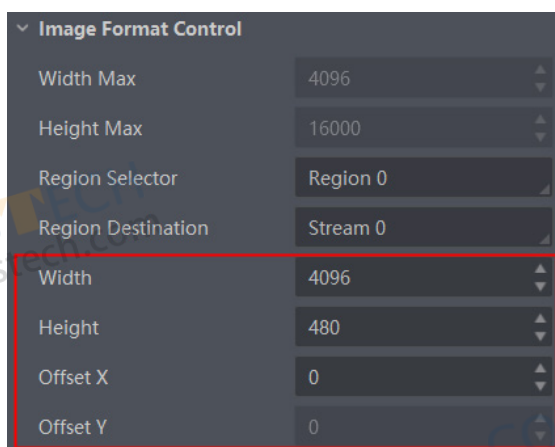 Image Format Control
Width Max 4096
Height Max 16000
Region Selector Region 0
Region Destination Stream 0
Width 4096
Height 480
Offset X 0
Offset Y 0